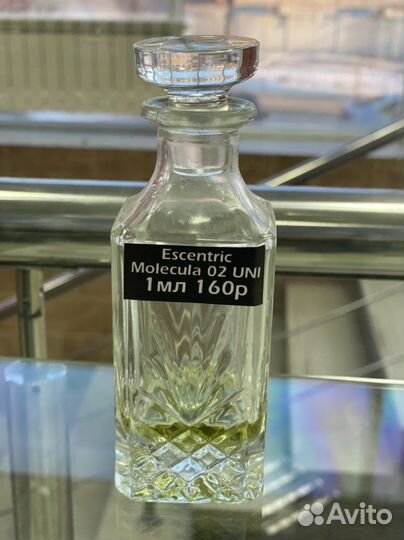 Escentric
Molecula 02 UNI
1мл 160р
Avito